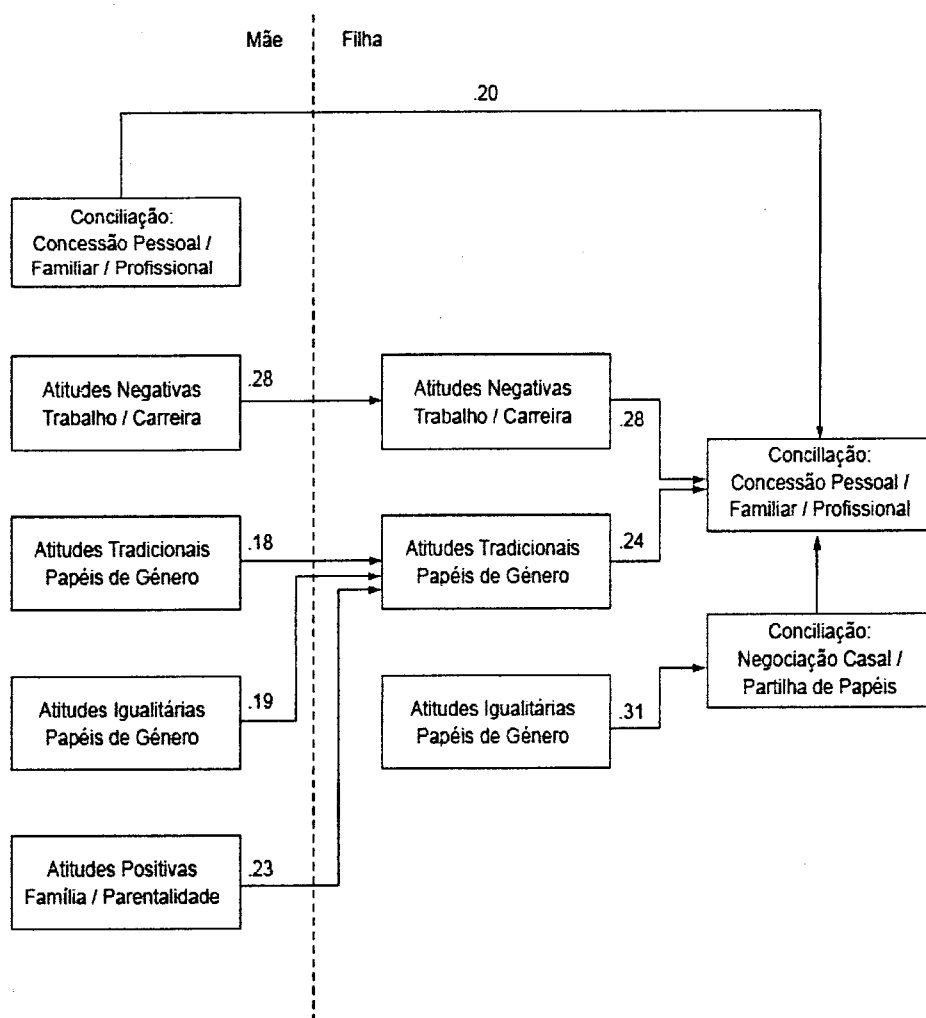 Mãe
Filha
.20
Conciliação:
Concessão Pessoal /
Familiar / Profissional
Atitudes Negativas
Trabalho / Carreira
.28
Atitudes Negativas
Trabalho / Carreira
.28
Conciliação:
Concessão Pessoal /
Familiar / Profissional
Atitudes Tradicionais
Papéis de Género
.18
Atitudes Tradicionais
Papéis de Género
.24
Conciliação:
Negociação Casal /
Partilha de Papéis
Atitudes Igualitárias
Papéis de Género
.19
Atitudes Igualitárias
Papéis de Género
.31
Atitudes Positivas
Família / Parentalidade
.23